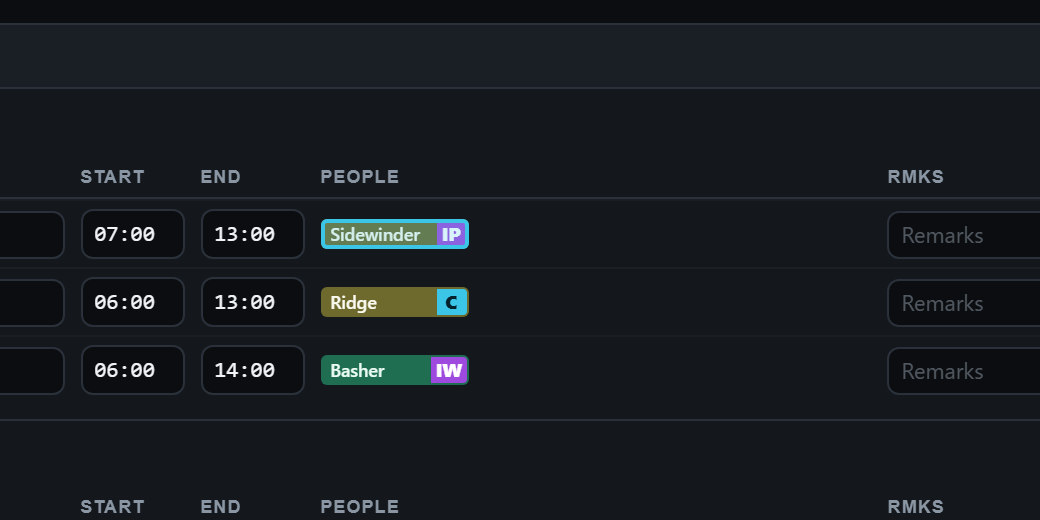 START END PEOPLE RMKS
07:00 13:00 Sidewinder IP Remarks
06:00 13:00 Ridge C Remarks
06:00 14:00 Basher IW Remarks
START END PEOPLE RMKS